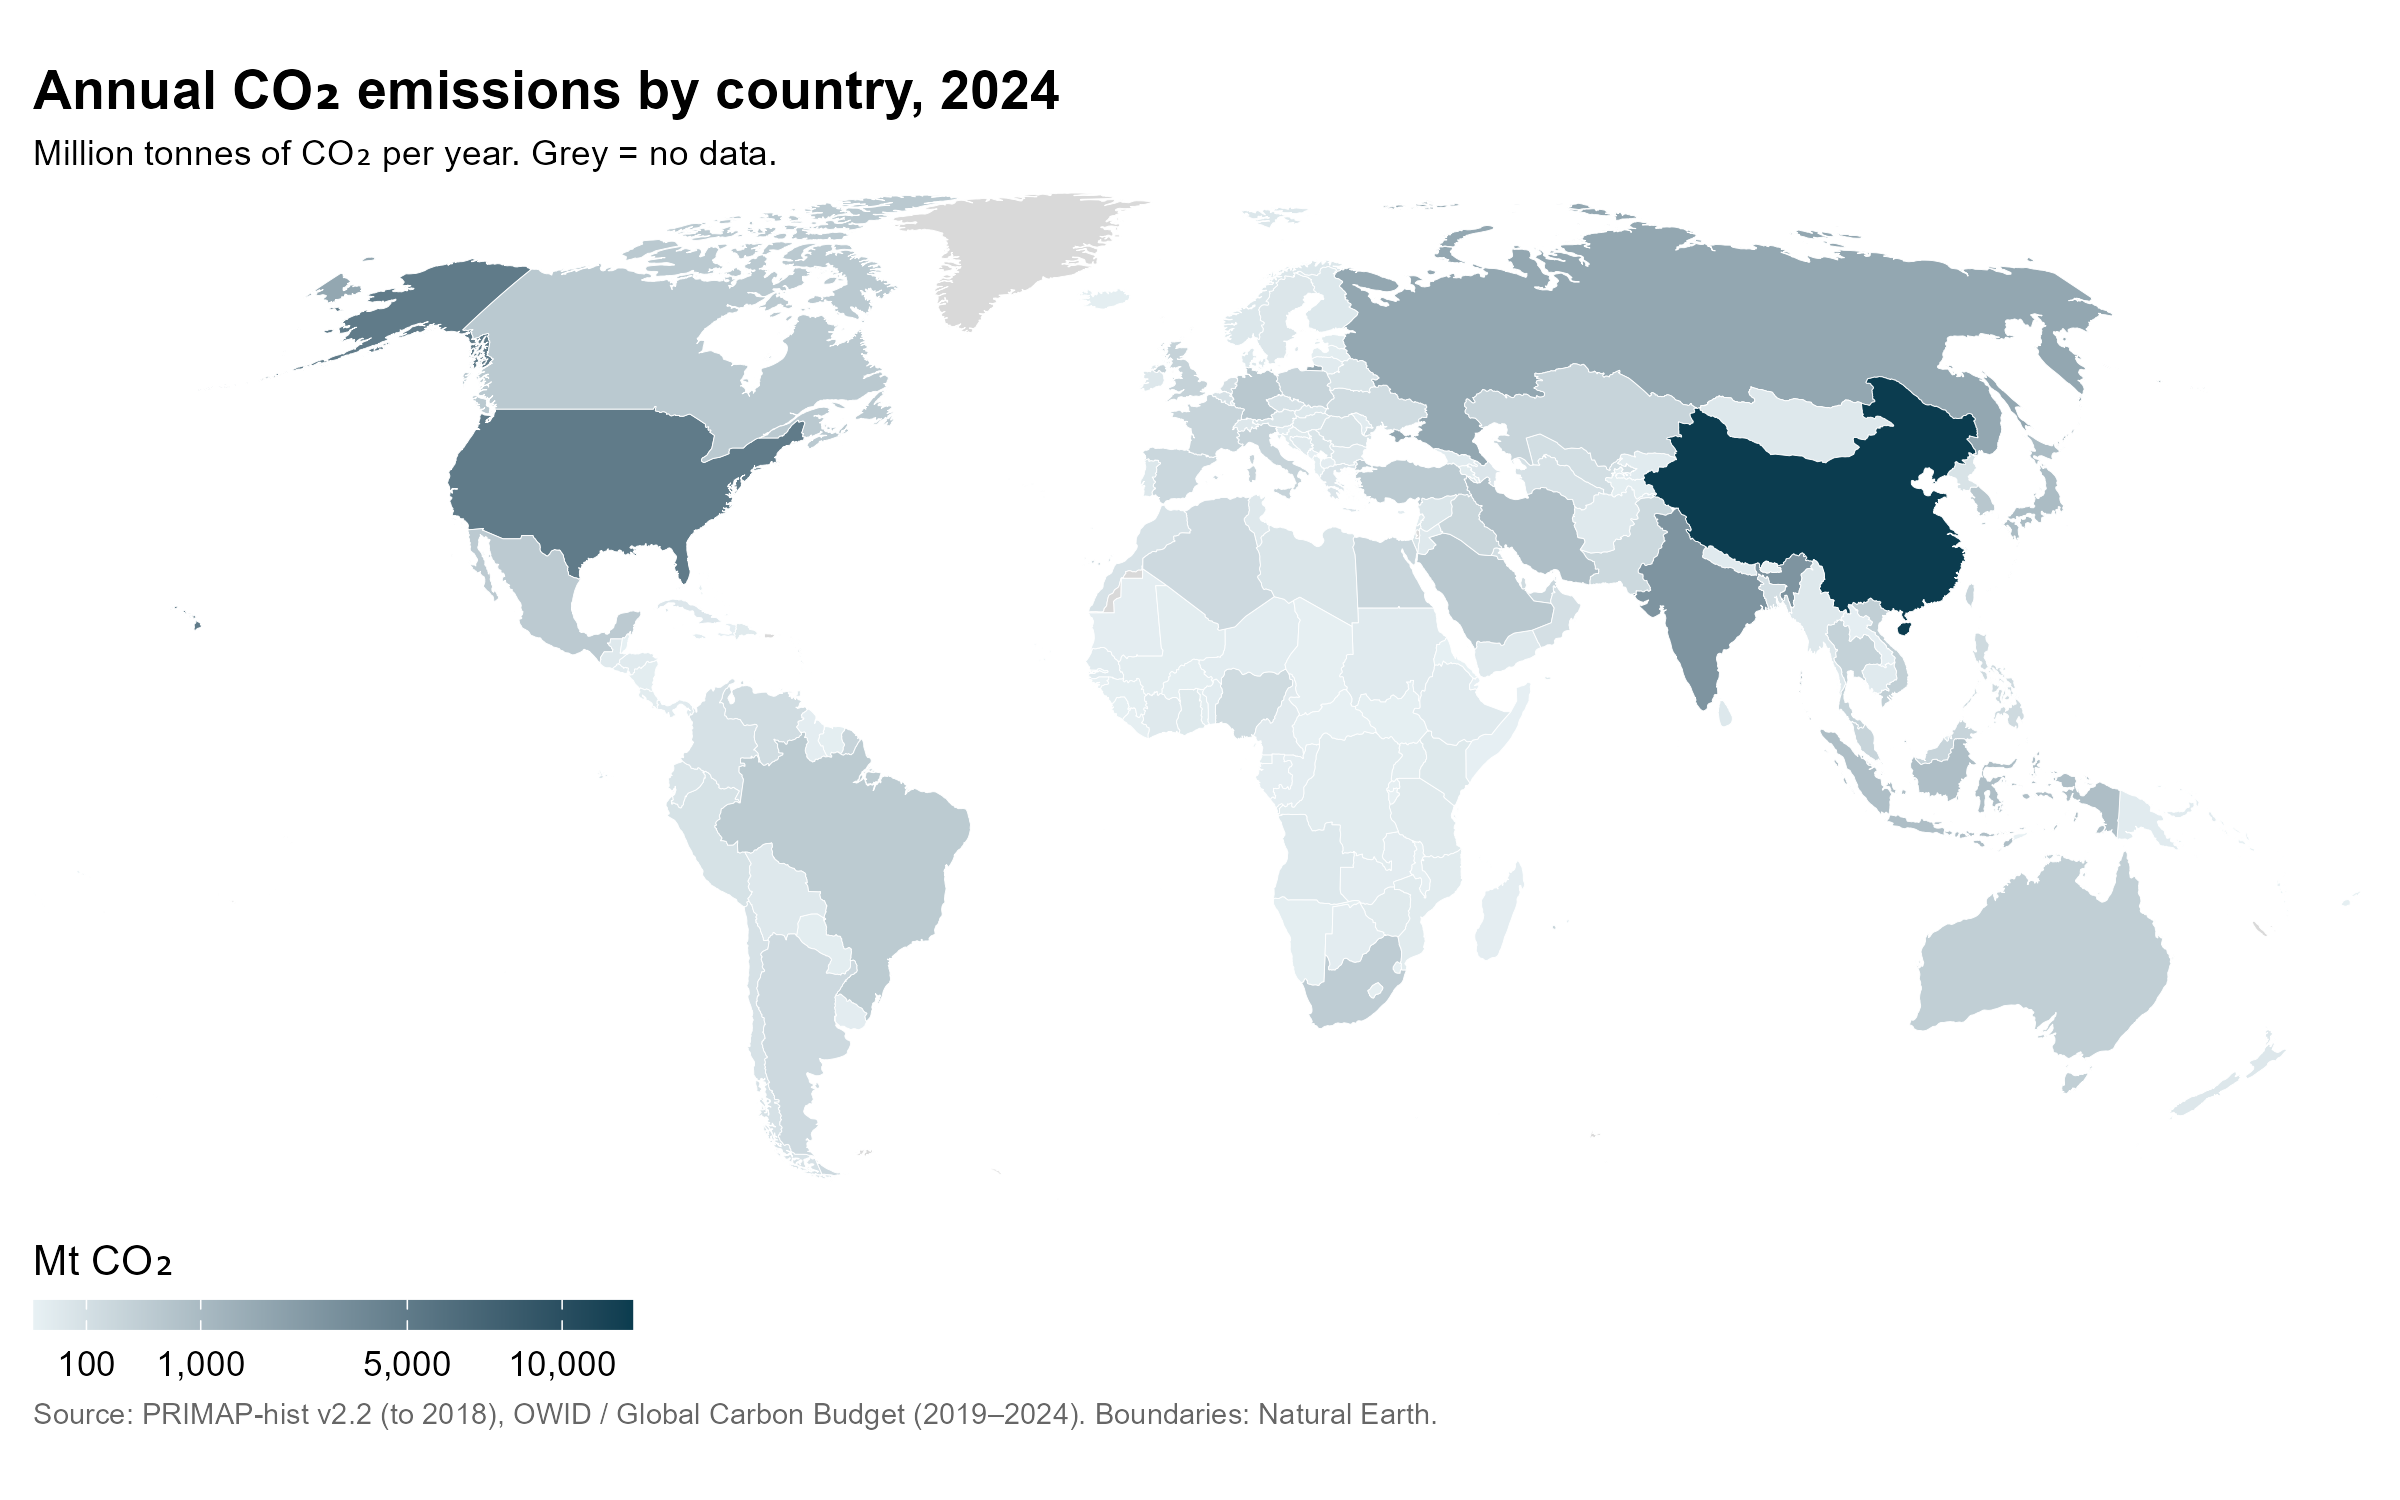 Annual CO₂ emissions by country, 2024
Million tonnes of CO₂ per year. Grey = no data.
Mt CO₂
100 1,000 5,000 10,000
Source: PRIMAP-hist v2.2 (to 2018), OWID / Global Carbon Budget (2019–2024). Boundaries: Natural Earth.